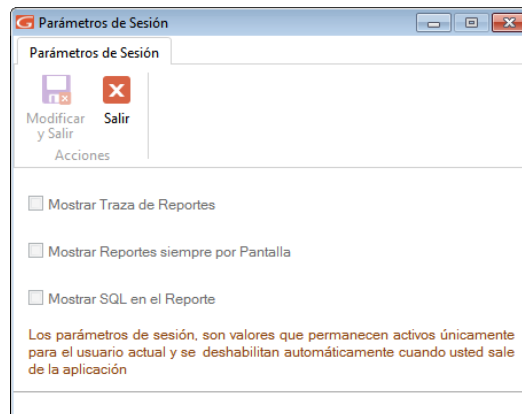 Parámetros de Sesión
Parámetros de Sesión
Modificar
y Salir
Salir
Acciones
Mostrar Traza de Reportes
Mostrar Reportes siempre por Pantalla
Mostrar SQL en el Reporte
Los parámetros de sesión, son valores que permanecen activos únicamente
para el usuario actual y se deshabilitan automáticamente cuando usted sale
de la aplicación